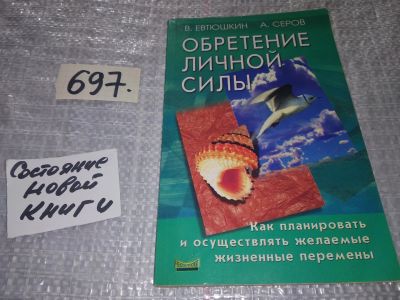 697.
Состояние
новой
книги
В. ЕВТЮШКИН А. СЕРОВ
ОБРЕТЕНИЕ
ЛИЧНОЙ
СИЛЫ
Как планировать
и осуществлять желаемые
жизненные перемены